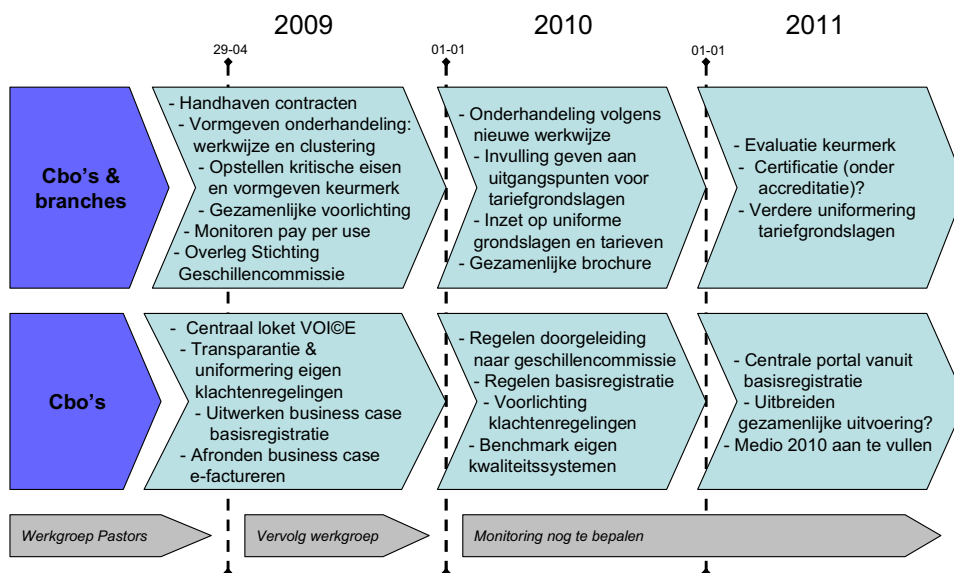 2009
2010
2011
29-04
01-01
01-01
Cbo's &
branches
- Handhaven contracten
- Vormgeven onderhandeling:
werkwijze en clustering
- Opstellen kritische eisen
en vormgeven keurmerk
- Gezamenlijke voorlichting
- Monitoren pay per use
- Overleg Stichting
Geschillencommissie
- Onderhandeling volgens
nieuwe werkwijze
- Invulling geven aan
uitgangspunten voor
tariefgrondslagen
- Inzet op uniforme
grondslagen en tarieven
- Gezamenlijke brochure
- Evaluatie keurmerk
- Certificatie (onder
accreditatie)?
- Verdere uniformering
tariefgrondslagen
Cbo's
- Centraal loket VOI©E
- Transparantie &
uniformering eigen
klachtenregelingen
- Uitwerken business case
basisregistratie
- Afronden business case
e-factureren
- Regelen doorgeleiding
naar geschillencommissie
- Regelen basisregistratie
- Voorlichting
klachtenregelingen
- Benchmark eigen
kwaliteitssystemen
- Centrale portal vanuit
basisregistratie
- Uitbreiden
gezamenlijke uitvoering?
- Medio 2010 aan te vullen
Werkgroep Pastors
Vervolg werkgroep
Monitoring nog te bepalen